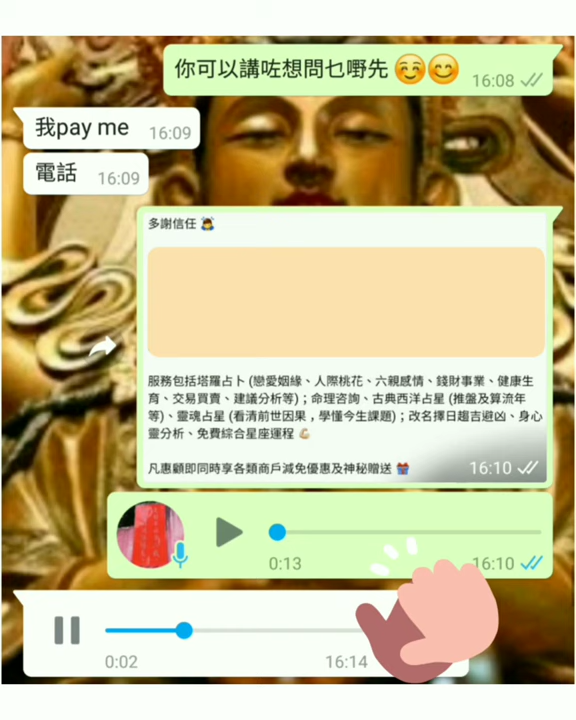 你可以講咗想問乜嘢先 ☺️😊 16:08
我pay me 16:09
電話 16:09
多謝信任 🙇
服務包括塔羅占卜 (戀愛姻緣、人際桃花、六親感情、錢財事業、健康生
育、交易買賣、建議分析等)；命理咨詢、古典西洋占星 (推盤及算流年
等)、靈魂占星 (看清前世因果，學懂今生課題)；改名擇日趨吉避凶、身心
靈分析、免費綜合星座運程 💪🏼
凡惠顧即同時享各類商戶減免優惠及神秘贈送 🎁 16:10
0:13 16:10
0:02 16:14